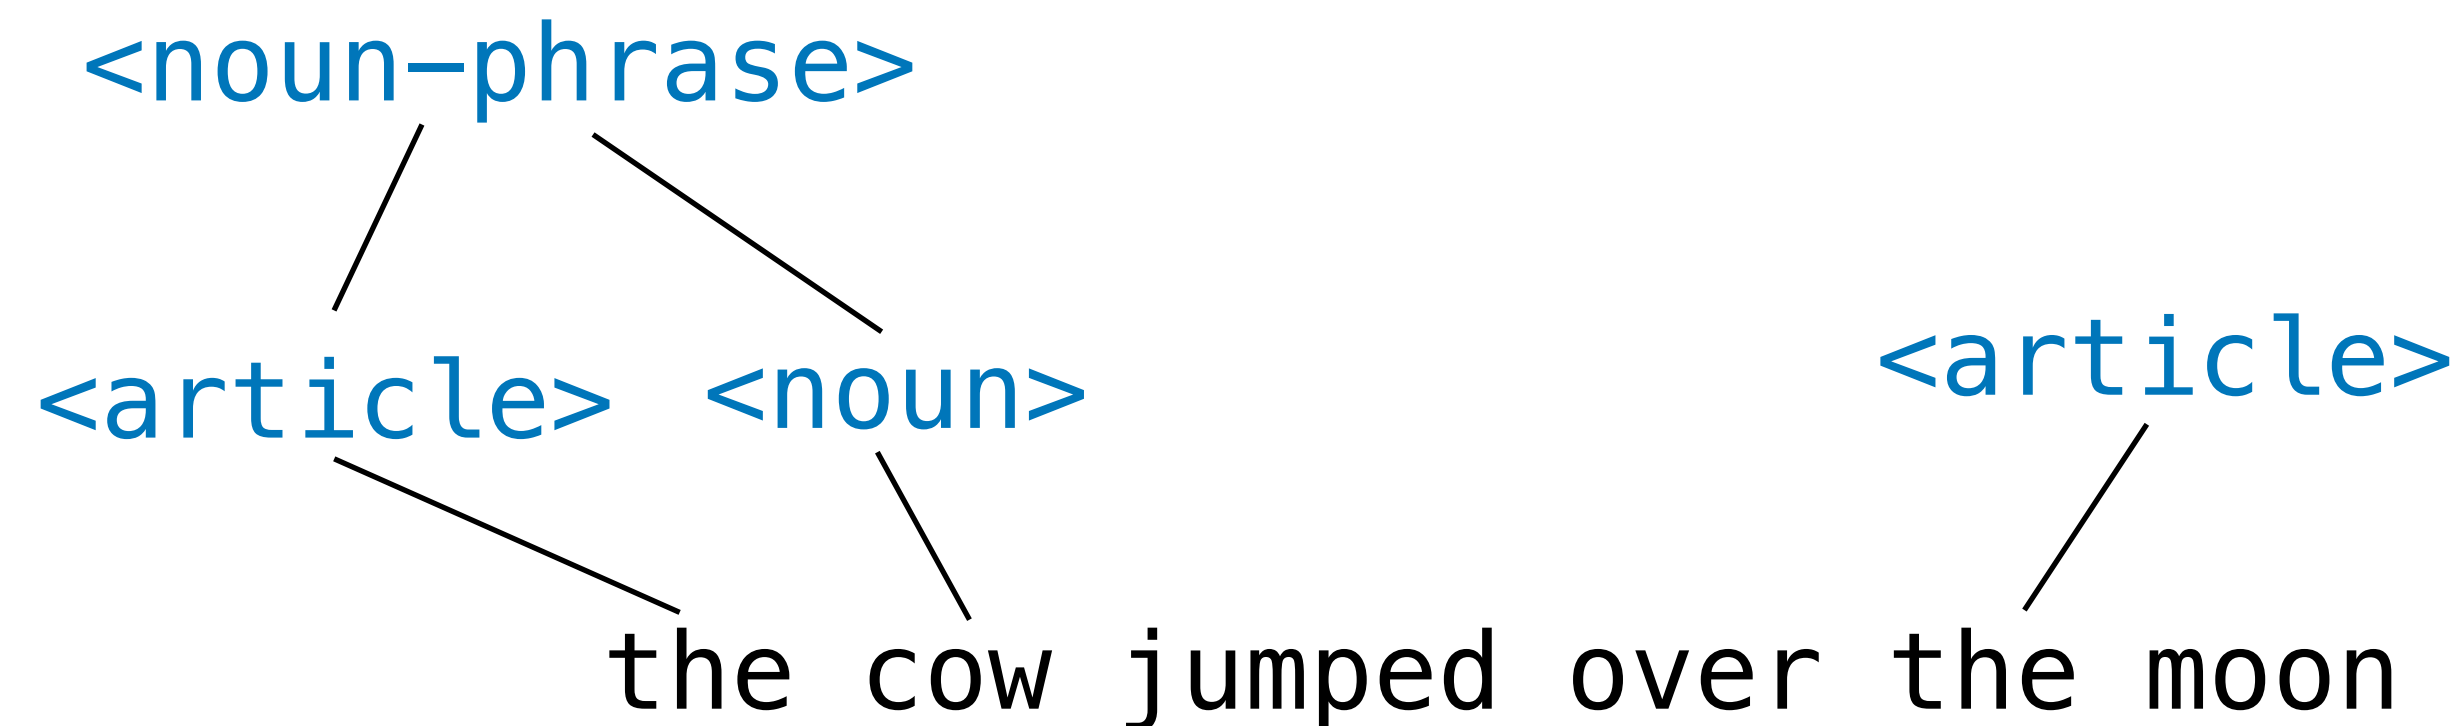 <noun-phrase>
<article> <noun> <article>
the cow jumped over the moon